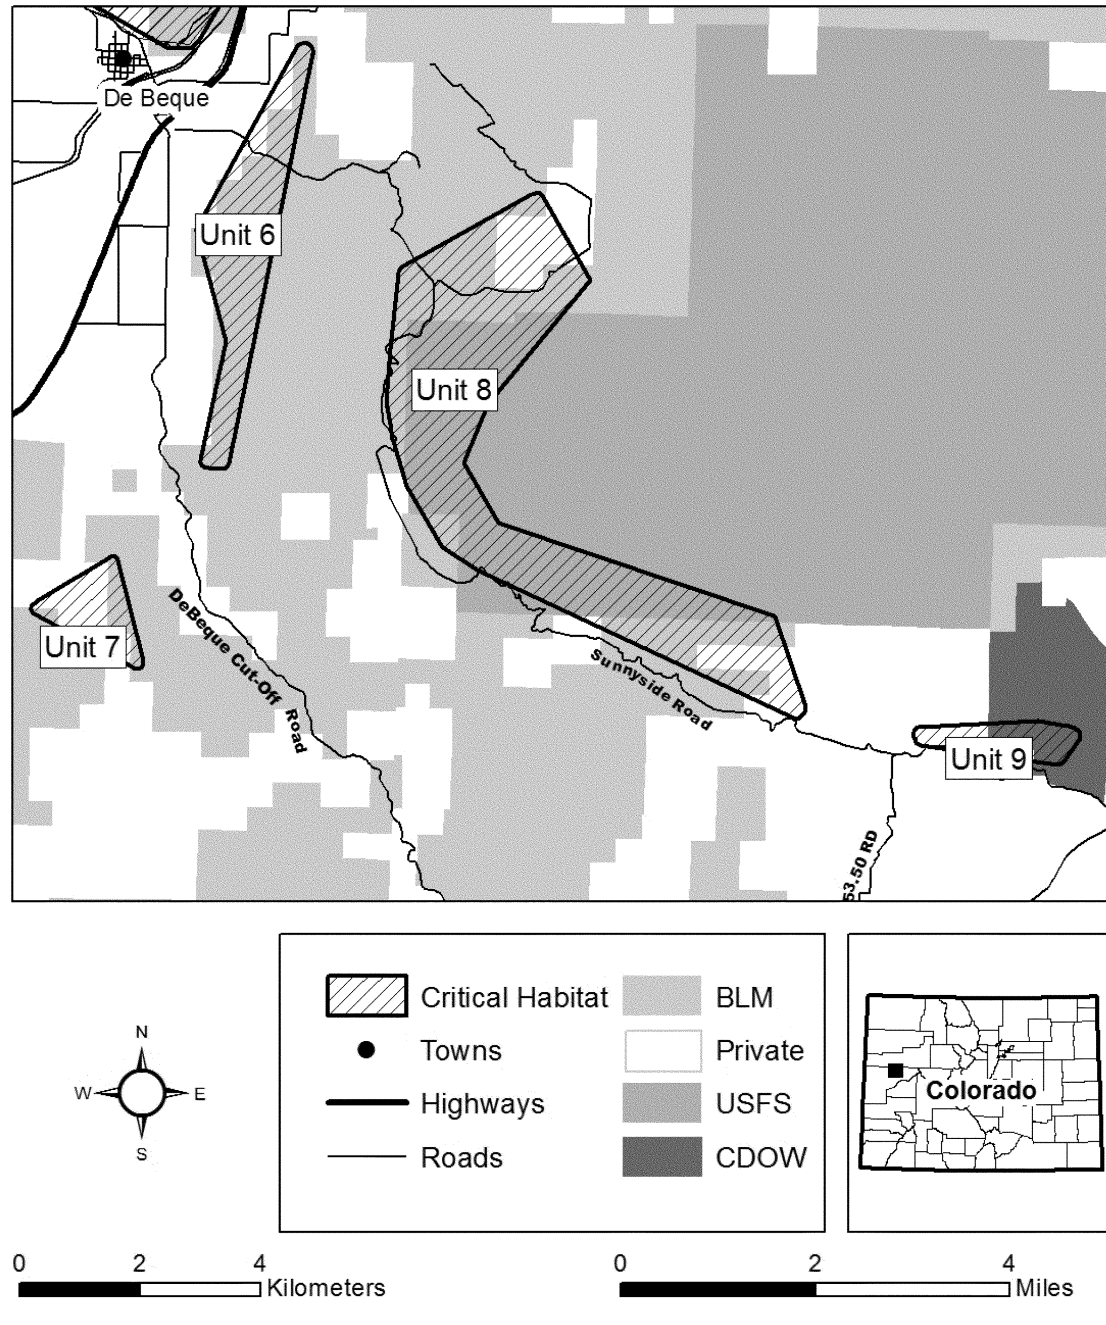 De Beque
Unit 6
Unit 8
Unit 7
DeBeque Cut-Off Road
Sunnyside Road
Unit 9
53.50 RD
N
W
E
S
Critical Habitat
Towns
Highways
Roads
BLM
Private
USFS
CDOW
Colorado
0 2 4
Kilometers
0 2 4
Miles